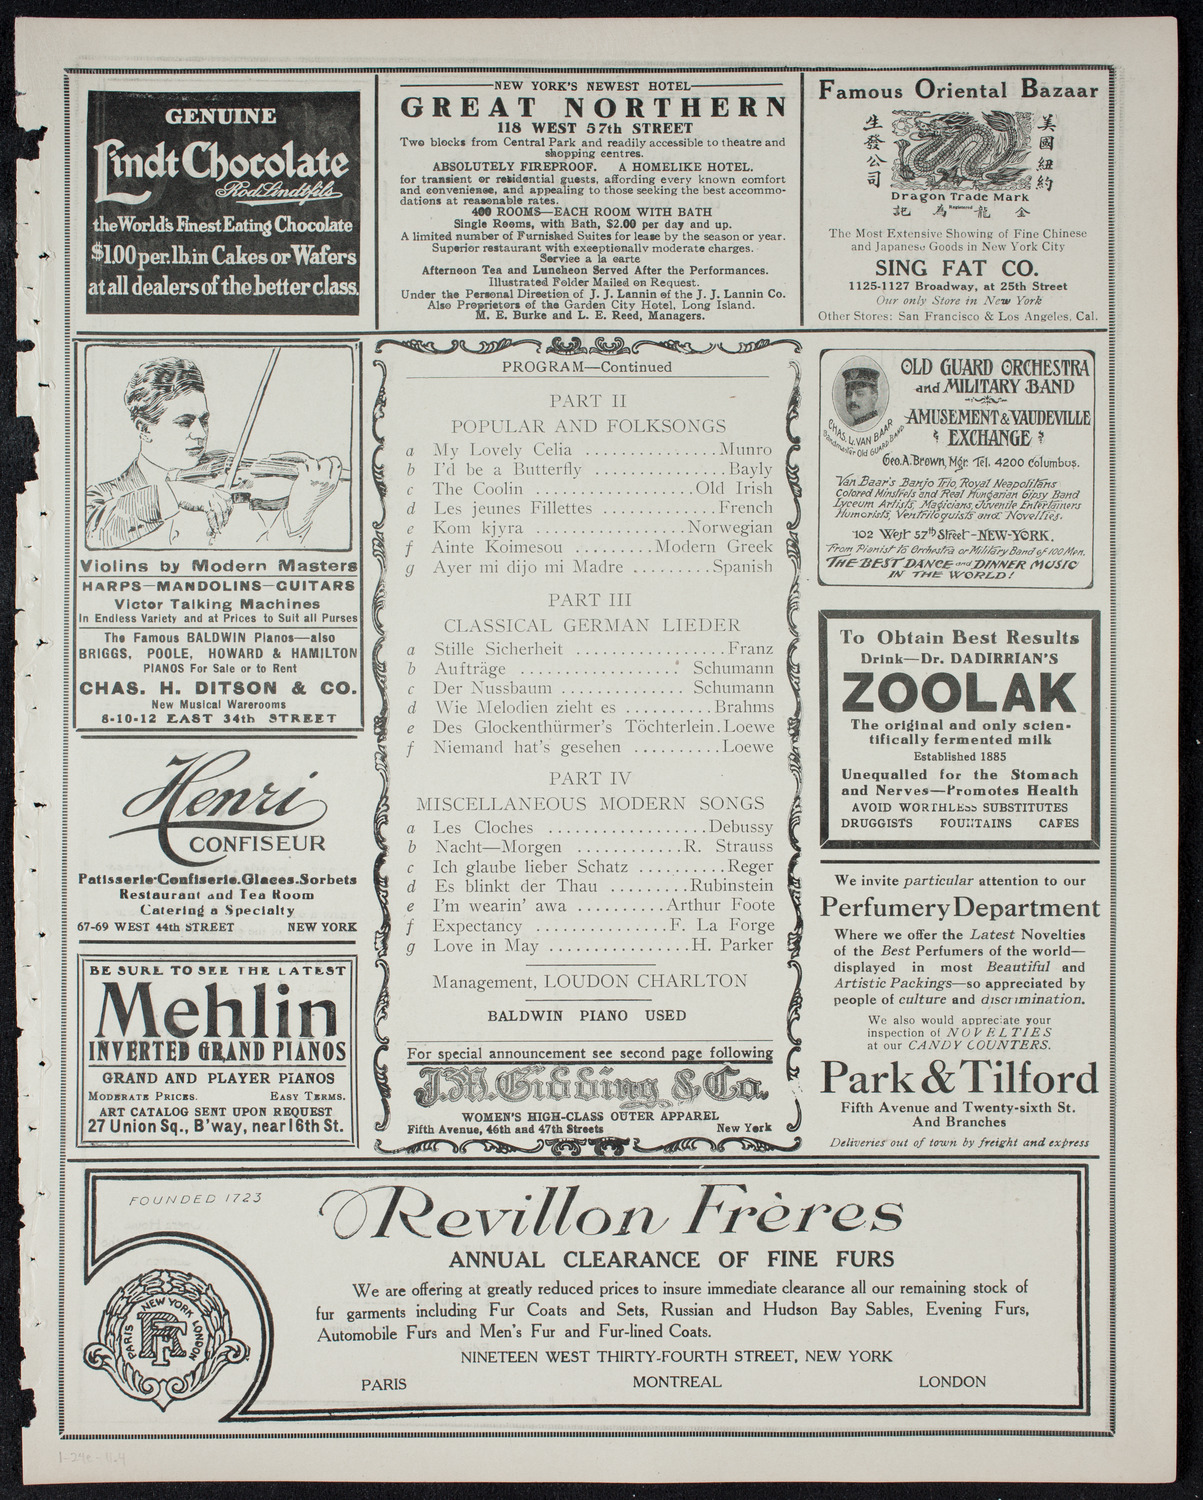 GENUINE
Lindt Chocolate
Rod. Lindt fils
the World's Finest Eating Chocolate
$1.00 per. lb. in Cakes or Wafers
at all dealers of the better class.
NEW YORK'S NEWEST HOTEL
GREAT NORTHERN
118 WEST 57th STREET
Two blocks from Central Park and readily accessible to theatre and
shopping centres.
ABSOLUTELY FIREPROOF. A HOMELIKE HOTEL.
for transient or residential guests, affording every known comfort
and convenience, and appealing to those seeking the best accommo-
dations at reasonable rates.
400 ROOMS—EACH ROOM WITH BATH
Single Rooms, with Bath, $2.00 per day and up.
A limited number of Furnished Suites for lease by the season or year.
Superior restaurant with exceptionally moderate charges.
Service a la carte
Afternoon Tea and Luncheon Served After the Performances.
Illustrated Folder Mailed on Request.
Under the Personal Direction of J. J. Lannin of the J. J. Lannin Co.
Also Proprietors of the Garden City Hotel, Long Island.
M. E. Burke and L. E. Reed, Managers.
Famous Oriental Bazaar
生發公司
美國紐約
Dragon Trade Mark
Registered
記 為 龍 金
The Most Extensive Showing of Fine Chinese
and Japanese Goods in New York City
SING FAT CO.
1125-1127 Broadway, at 25th Street
Our only Store in New York
Other Stores: San Francisco & Los Angeles, Cal.
Violins by Modern Masters
HARPS—MANDOLINS—GUITARS
Victor Talking Machines
In Endless Variety and at Prices to Suit all Purses
The Famous BALDWIN Pianos—also
BRIGGS, POOLE, HOWARD & HAMILTON
PIANOS For Sale or to Rent
CHAS. H. DITSON & CO.
New Musical Warerooms
8-10-12 EAST 34th STREET
Henri
CONFISEUR
Patisserie-Confiserie.Glaces.Sorbets
Restaurant and Tea Room
Catering a Specialty
67-69 WEST 44th STREET NEW YORK
BE SURE TO SEE THE LATEST
Mehlin
INVERTED GRAND PIANOS
GRAND AND PLAYER PIANOS
MODERATE PRICES. EASY TERMS.
ART CATALOG SENT UPON REQUEST
27 Union Sq., B'way, near 16th St.
PROGRAM—Continued
PART II
POPULAR AND FOLKSONGS
a My Lovely Celia ..............Munro
b I'd be a Butterfly ..............Bayly
c The Coolin ..................Old Irish
d Les jeunes Fillettes ............French
e Kom kjyra ..................Norwegian
f Ainte Koimesou .........Modern Greek
g Ayer mi dijo mi Madre .........Spanish
PART III
CLASSICAL GERMAN LIEDER
a Stille Sicherheit ..................Franz
b Aufträge .................. Schumann
c Der Nussbaum .............. Schumann
d Wie Melodien zieht es ..........Brahms
e Des Glockenthürmer's Töchterlein.Loewe
f Niemand hat's gesehen ..........Loewe
PART IV
MISCELLANEOUS MODERN SONGS
a Les Cloches ..................Debussy
b Nacht—Morgen ............R. Strauss
c Ich glaube lieber Schatz ..........Reger
d Es blinkt der Thau .........Rubinstein
e I'm wearin' awa ..........Arthur Foote
f Expectancy ...............F. La Forge
g Love in May ................H. Parker
Management, LOUDON CHARLTON
BALDWIN PIANO USED
For special announcement see second page following
J. M. Gidding & Co.
WOMEN'S HIGH-CLASS OUTER APPAREL
Fifth Avenue, 46th and 47th Streets New York
OLD GUARD ORCHESTRA
and MILITARY BAND
AMUSEMENT & VAUDEVILLE
EXCHANGE
CHAS. L. VAN BAAR
Bandmaster Old GUARD BAND
Geo. A. Brown, Mgr. Tel. 4200 Columbus.
Van Baar's Banjo Trio, Royal Neapolitans
Colored Minstrels and Real Hungarian Gipsy Band
Lyceum Artists, Magicians, Juvenile Entertainers
Humorists, Ventriloquists and Novelties.
102 West 57th Street - NEW-YORK.
From Pianist to Orchestra or Military Band of 100 Men.
THE BEST DANCE and DINNER MUSIC
IN THE WORLD!
To Obtain Best Results
Drink—Dr. DADIRRIAN'S
ZOOLAK
The original and only scien-
tifically fermented milk
Established 1885
Unequalled for the Stomach
and Nerves—Promotes Health
AVOID WORTHLESS SUBSTITUTES
DRUGGISTS FOUNTAINS CAFES
We invite particular attention to our
Perfumery Department
Where we offer the Latest Novelties
of the Best Perfumers of the world—
displayed in most Beautiful and
Artistic Packings—so appreciated by
people of culture and discrimination.
We also would appreciate your
inspection of NOVELTIES
at our CANDY COUNTERS.
Park & Tilford
Fifth Avenue and Twenty-sixth St.
And Branches
Deliveries out of town by freight and express
FOUNDED 1723
Revillon Frères
ANNUAL CLEARANCE OF FINE FURS
We are offering at greatly reduced prices to insure immediate clearance all our remaining stock of
fur garments including Fur Coats and Sets, Russian and Hudson Bay Sables, Evening Furs,
Automobile Furs and Men's Fur and Fur-lined Coats.
NINETEEN WEST THIRTY-FOURTH STREET, NEW YORK
PARIS MONTREAL LONDON
PARIS NEW YORK LONDON
RF